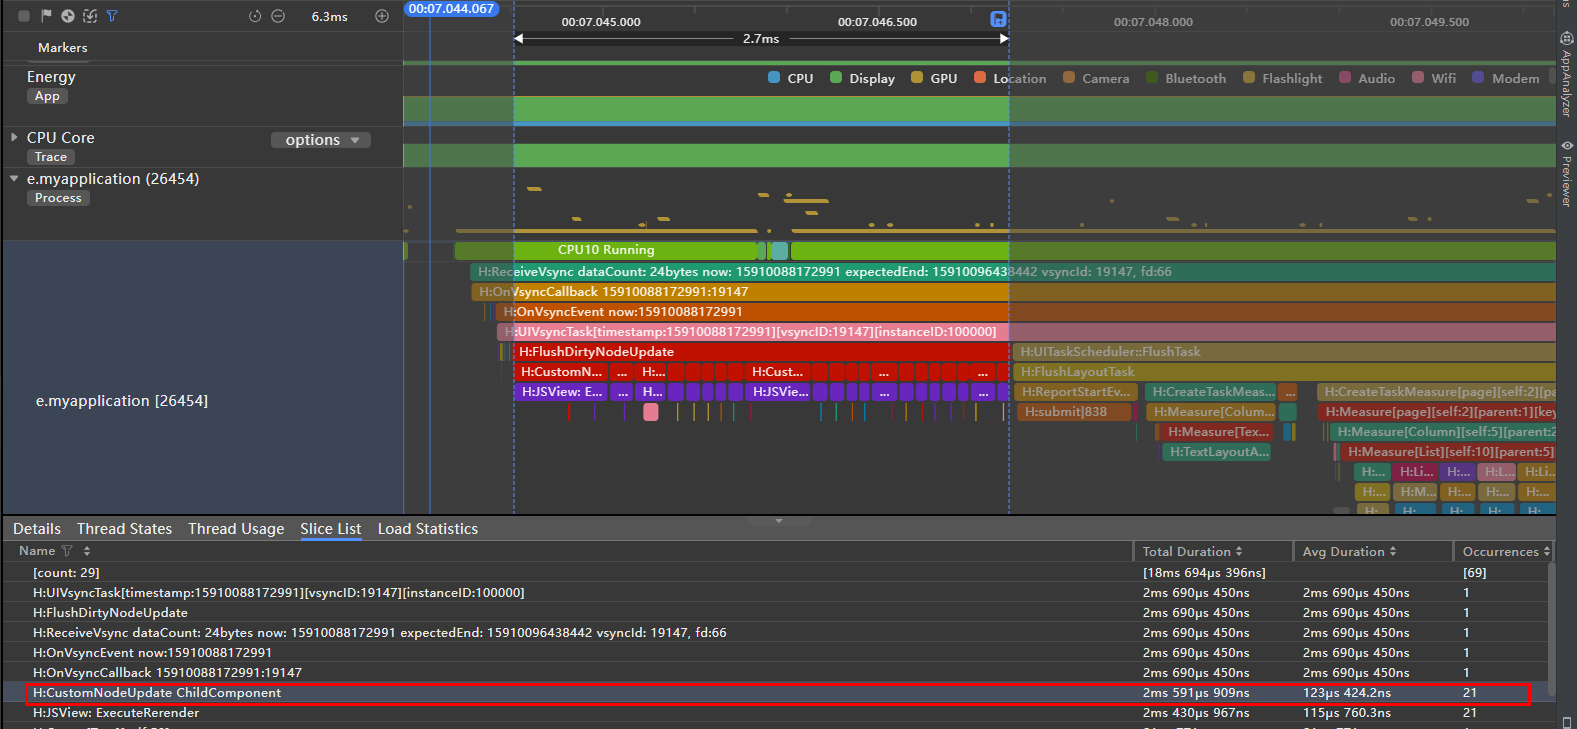 6.3ms
00:07.044.067
00:07.045.000
00:07.046.500
00:07.048.000
00:07.049.500
2.7ms
Markers
Energy
App
CPU
Display
GPU
Location
Camera
Bluetooth
Flashlight
Audio
Wifi
Modem
AppAnalyzer
Previewer
CPU Core
options
Trace
e.myapplication (26454)
Process
CPU10 Running
H:ReceiveVsync dataCount: 24bytes now: 15910088172991 expectedEnd: 15910096438442 vsyncId: 19147, fd:66
H:OnVsyncCallback 15910088172991:19147
H:OnVsyncEvent now:15910088172991
H:UIVsyncTask[timestamp:15910088172991][vsyncID:19147][instanceID:100000]
H:FlushDirtyNodeUpdate
H:UITaskScheduler::FlushTask
H:CustomN... ... H:... H:Cust... ... ...
H:FlushLayoutTask
H:JSView: E... ... H... H:JSVie... ... ...
H:ReportStartEv... H:CreateTaskMeas... ... H:CreateTaskMeasure[page][self:2][parent:
e.myapplication [26454]
H:submit|838 H:Measure[Colum... H:Measure[page][self:2][parent:1][key
H:Measure[Tex... H:Measure[Column][self:5][parent:2
H:TextLayoutA... H:Measure[List][self:10][parent:5]
H:... H:Li... H:... H:L... H:Li...
H:... H:M... H:... H:... H:...
H: H: H: H: H:
Details Thread States Thread Usage Slice List Load Statistics
Name Total Duration Avg Duration Occurrences
[count: 29] [18ms 694μs 396ns] [69]
H:UIVsyncTask[timestamp:15910088172991][vsyncID:19147][instanceID:100000] 2ms 690μs 450ns 2ms 690μs 450ns 1
H:FlushDirtyNodeUpdate 2ms 690μs 450ns 2ms 690μs 450ns 1
H:ReceiveVsync dataCount: 24bytes now: 15910088172991 expectedEnd: 15910096438442 vsyncId: 19147, fd:66 2ms 690μs 450ns 2ms 690μs 450ns 1
H:OnVsyncEvent now:15910088172991 2ms 690μs 450ns 2ms 690μs 450ns 1
H:OnVsyncCallback 15910088172991:19147 2ms 690μs 450ns 2ms 690μs 450ns 1
H:CustomNodeUpdate ChildComponent 2ms 591μs 909ns 123μs 424.2ns 21
H:JSView: ExecuteRerender 2ms 430μs 967ns 115μs 760.3ns 21